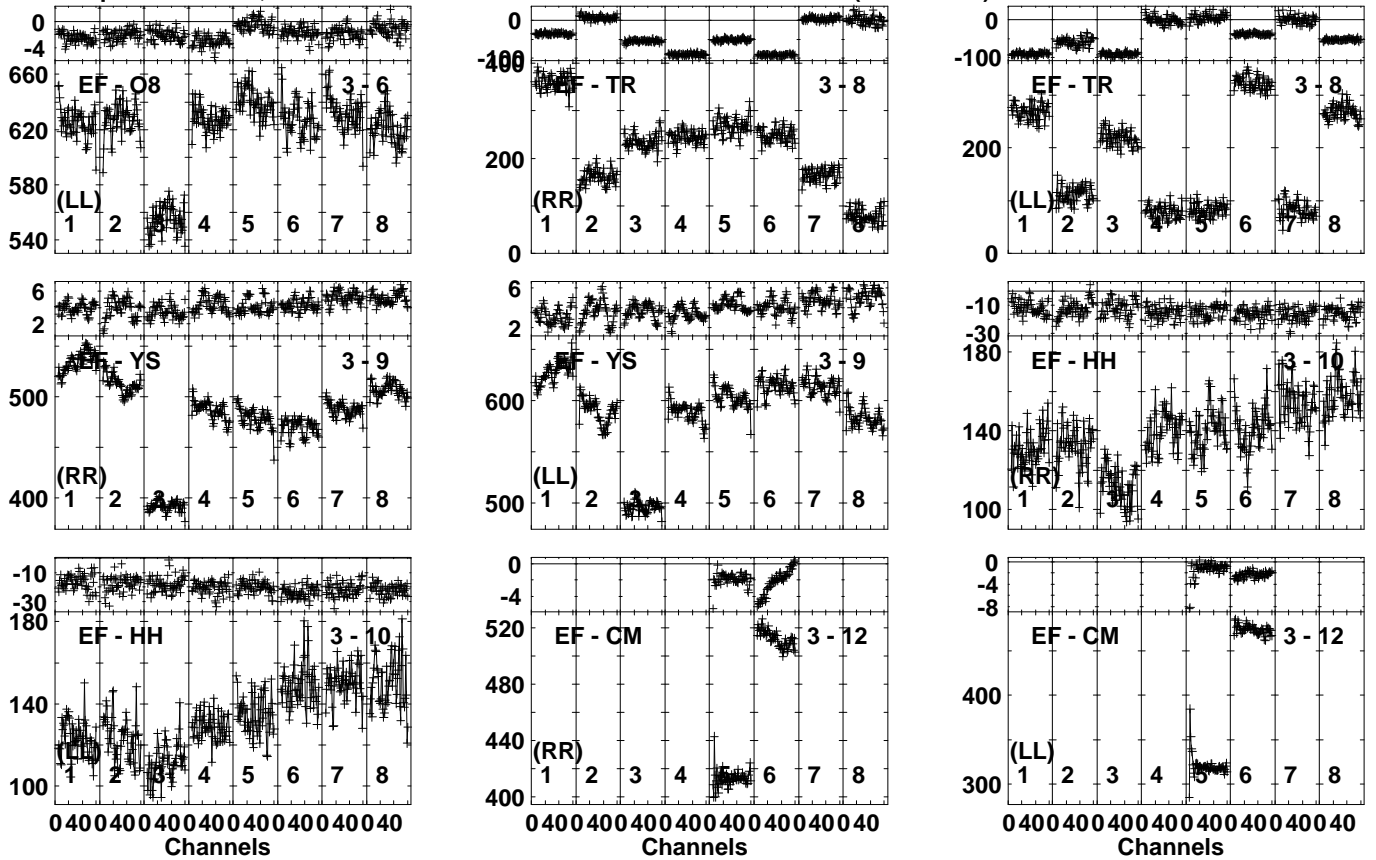 0
-4
660 EF - O8 3 - 6
620
580
(LL)
540 1 2 3 4 5 6 7 8
0
-100
400 EF - TR 3 - 8
200
(RR)
1 2 3 4 5 6 7 8
0
0
-100
EF - TR 3 - 8
200
(LL)
1 2 3 4 5 6 7 8
0
6
2
EF - YS 3 - 9
500
(RR)
400 1 2 3 4 5 6 7 8
6
2
EF - YS 3 - 9
600
(LL)
500 1 2 3 4 5 6 7 8
-10
-30
180 EF - HH 3 - 10
140
(RR)
100 1 2 3 4 5 6 7 8
-10
-30
180 EF - HH 3 - 10
140
(LL)
1 2 3 4 5 6 7 8
100
0 40 0 40 0 40 0 40 0 40 0 40 0 40 0 40
Channels
0
-4
520 EF - CM 3 - 12
480
440
(RR)
1 2 3 4 5 6 7 8
400
0 40 0 40 0 40 0 40 0 40 0 40 0 40 0 40
Channels
0
-4
-8
EF - CM 3 - 12
400
(LL)
1 2 3 4 5 6 7 8
300
0 40 0 40 0 40 0 40 0 40 0 40 0 40 0 40
Channels